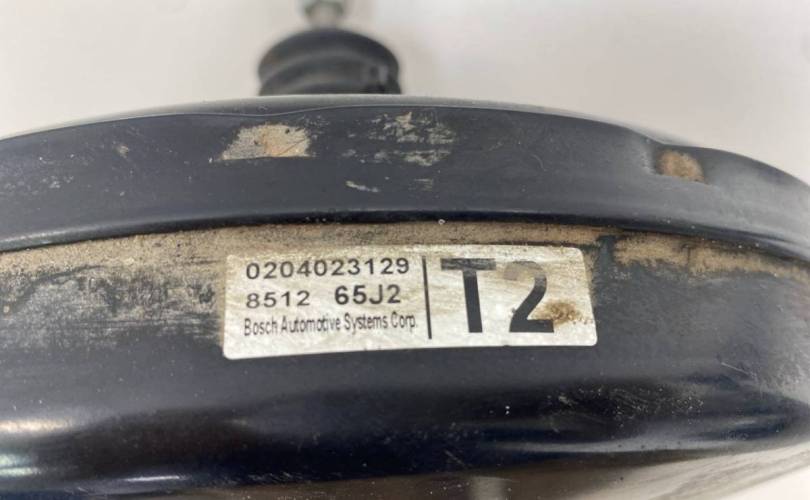 0204023129
8512 65J2
Bosch Automotive Systems Corp.
T2